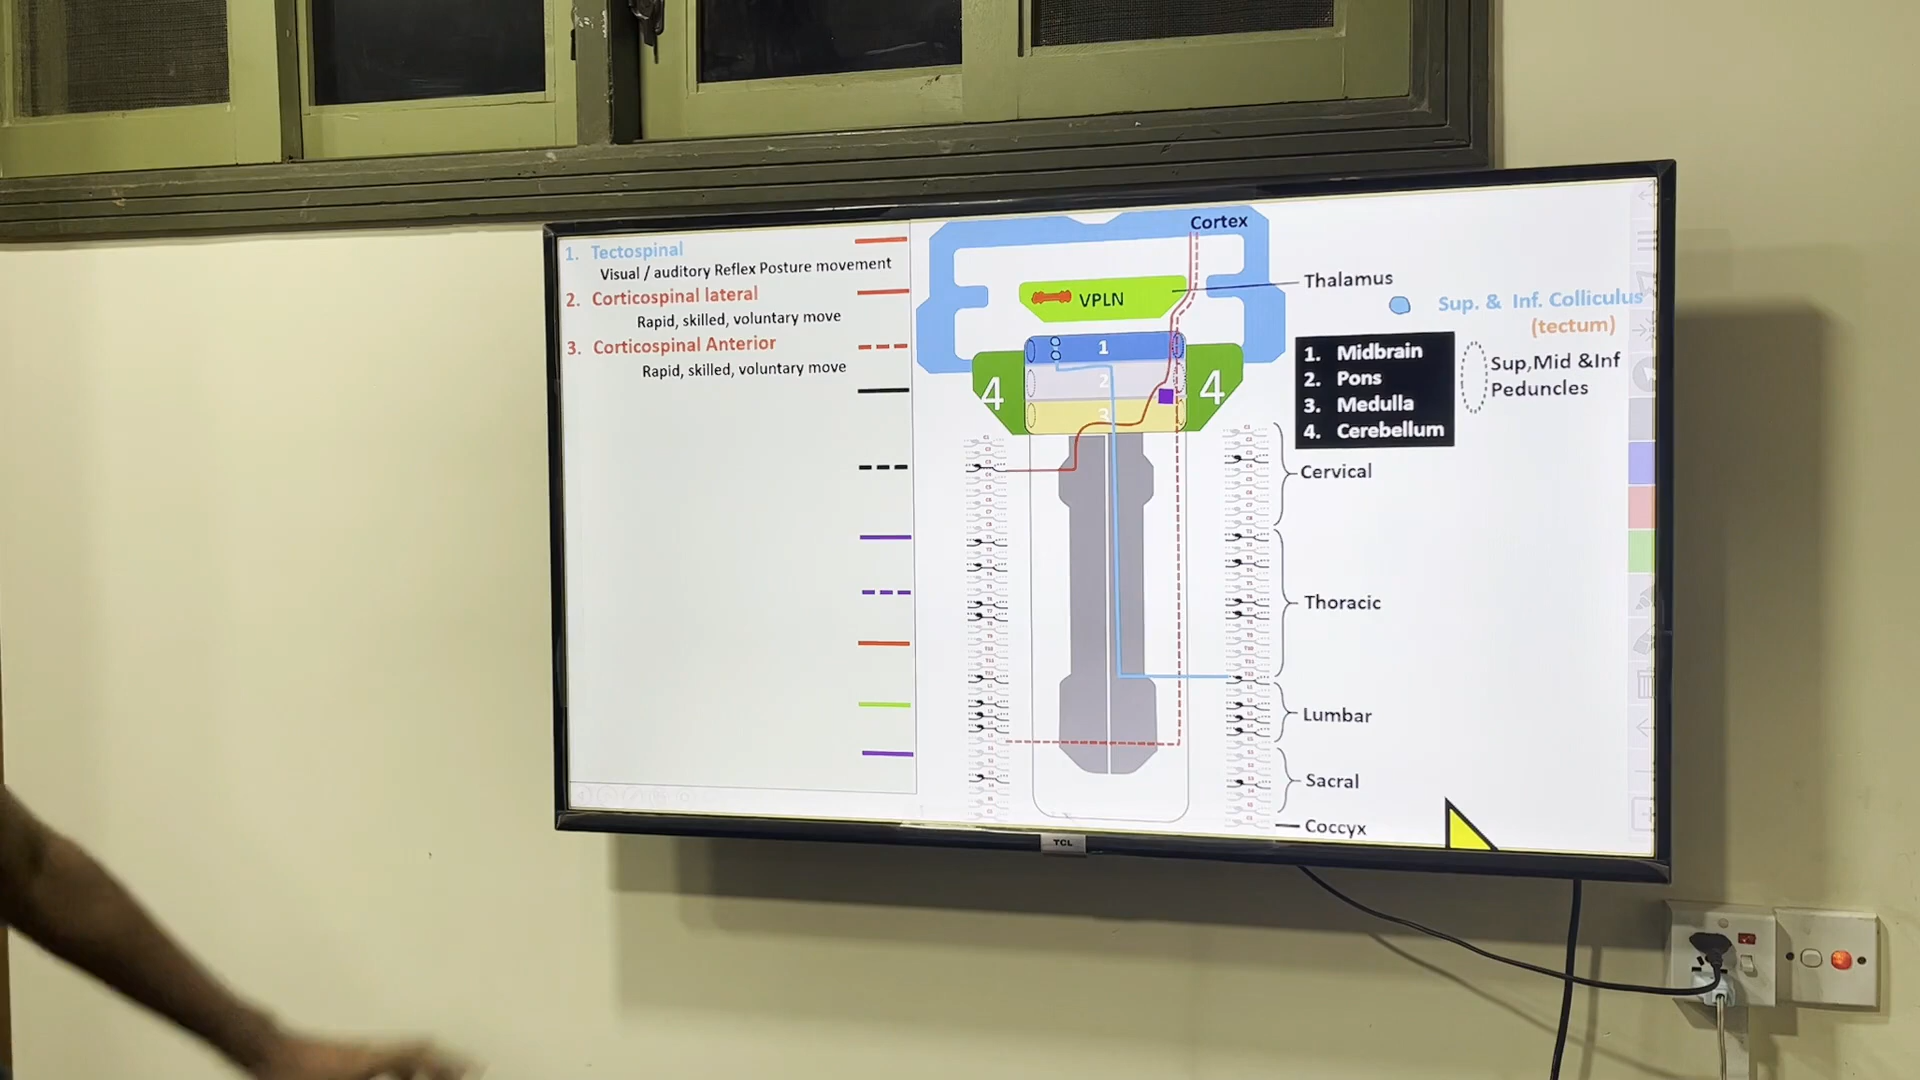 1. Tectospinal
Visual / auditory Reflex Posture movement
2. Corticospinal lateral
Rapid, skilled, voluntary move
3. Corticospinal Anterior
Rapid, skilled, voluntary move
Cortex
Thalamus
VPLN
Sup. & Inf. Colliculus
(tectum)
1
2
3
4
4
1. Midbrain
2. Pons
3. Medulla
4. Cerebellum
Sup,Mid &Inf
Peduncles
Cervical
Thoracic
Lumbar
Sacral
Coccyx
TCL